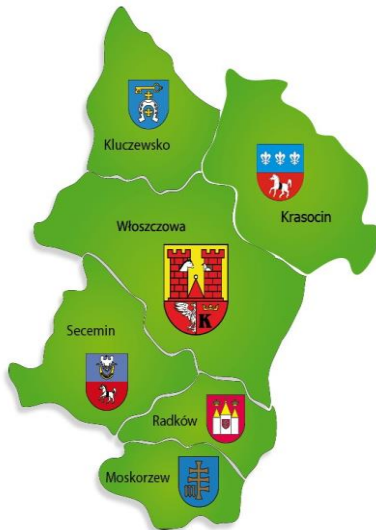 Kluczewsko
Krasocin
Włoszczowa
K
Secemin
Radków
Moskorzew